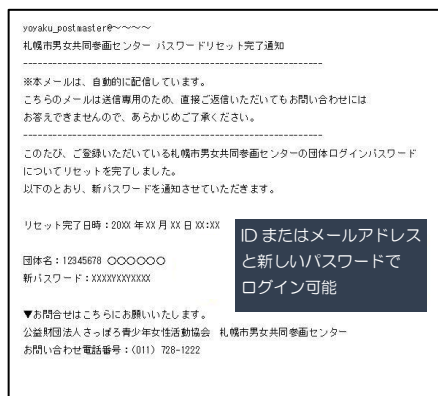 yoyaku_postmaster@～～～～
札幌市男女共同参画センター パスワードリセット完了通知
------------------------------------------------------------
※本メールは、自動的に配信しています。
こちらのメールは送信専用のため、直接ご返信いただいてもお問い合わせには
お答えできませんので、あらかじめご了承ください。
------------------------------------------------------------
このたび、ご登録いただいている札幌市男女共同参画センターの団体ログインパスワード
についてリセットを完了しました。
以下のとおり、新パスワードを通知させていただきます。
リセット完了日時：20XX 年 XX 月 XX 日 XX:XX
団体名：12345678 ○○○○○○
新パスワード：XXXXYXXYXXXX
ID またはメールアドレス
と新しいパスワードで
ログイン可能
▼お問合せはこちらにお願いいたします。
公益財団法人さっぽろ青少年女性活動協会 札幌市男女共同参画センター
お問い合わせ電話番号：(011) 728-1222